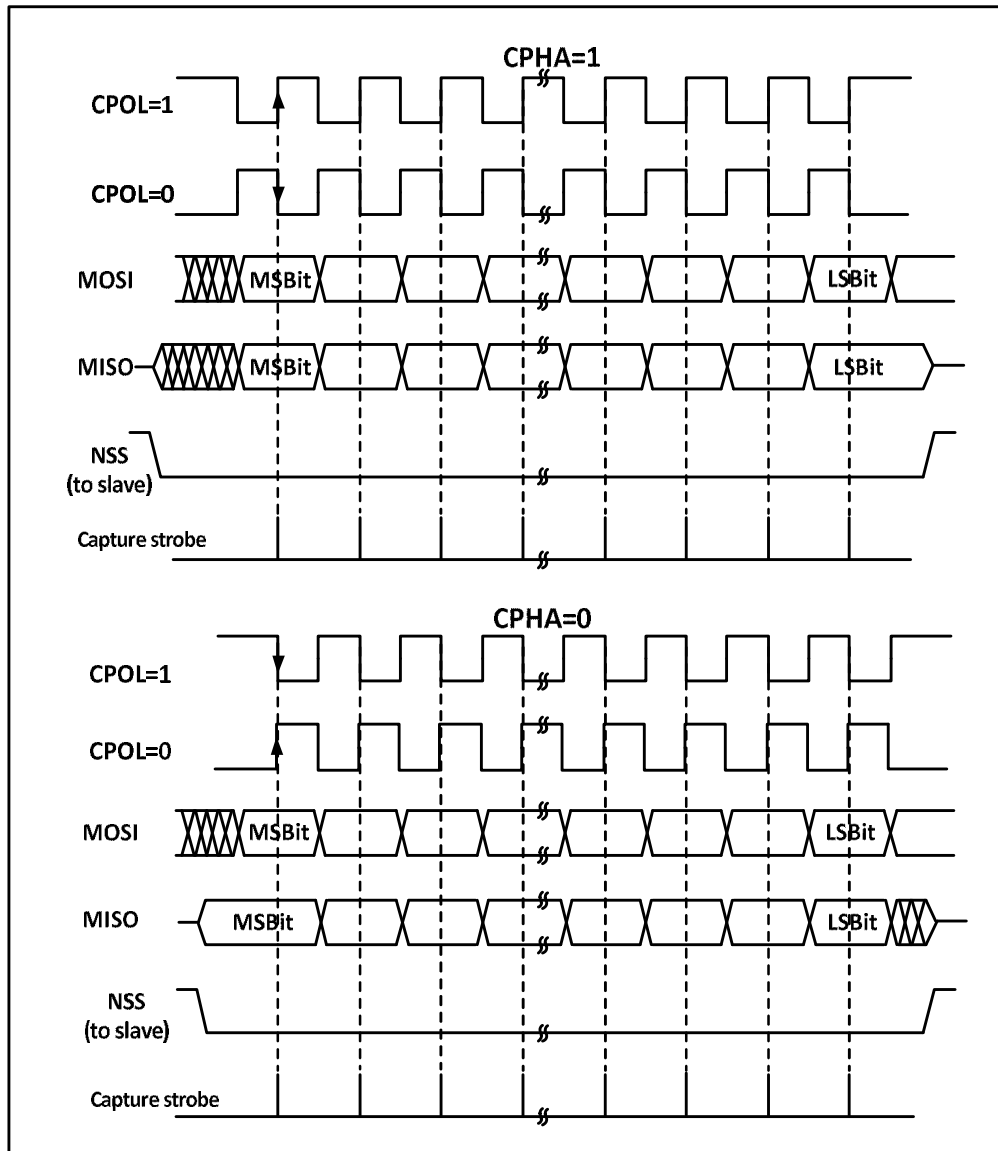 CPHA=1
CPOL=1
CPOL=0
MOSI
MSBit
LSBit
MISO
MSBit
LSBit
NSS
(to slave)
Capture strobe
CPHA=0
CPOL=1
CPOL=0
MOSI
MSBit
LSBit
MISO
MSBit
LSBit
NSS
(to slave)
Capture strobe